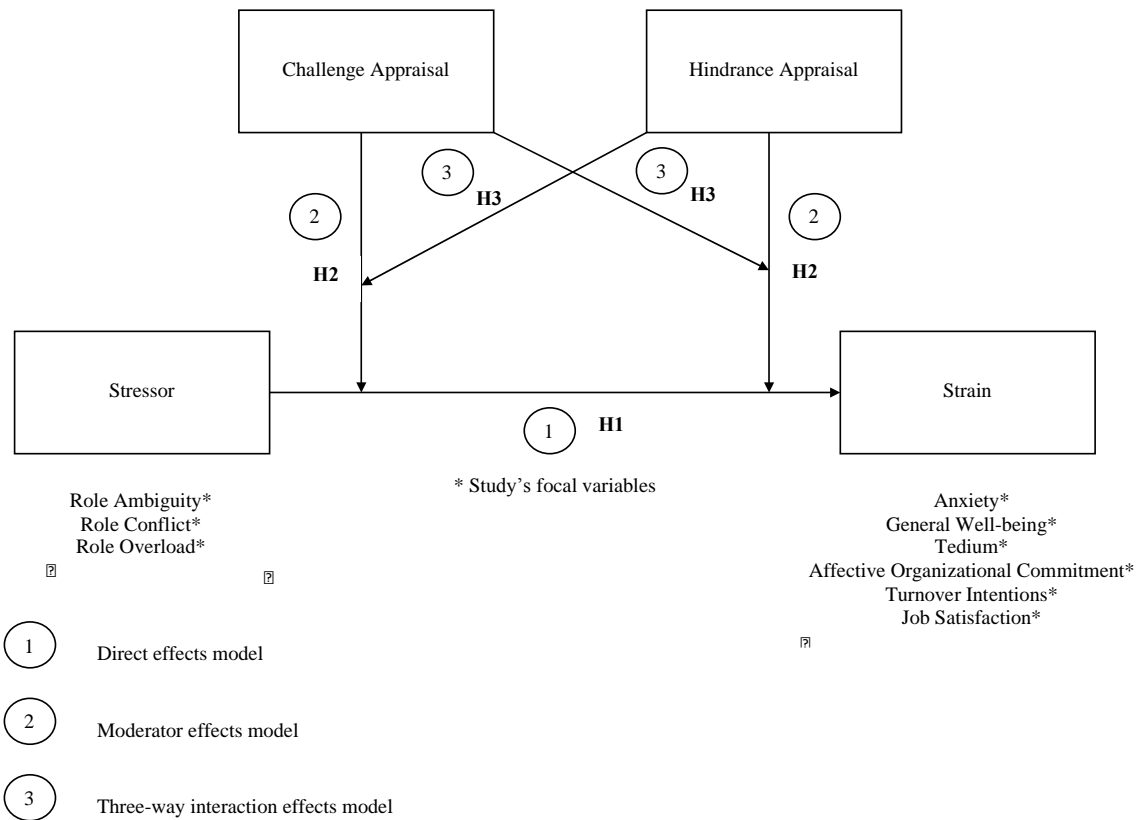 Challenge Appraisal
Hindrance Appraisal
3
3
H3
H3
2
2
H2
H2
Stressor
Strain
1
H1
* Study's focal variables
Role Ambiguity*
Role Conflict*
Role Overload*
Anxiety*
General Well-being*
Tedium*
Affective Organizational Commitment*
Turnover Intentions*
Job Satisfaction*
1
Direct effects model
2
Moderator effects model
3
Three-way interaction effects model